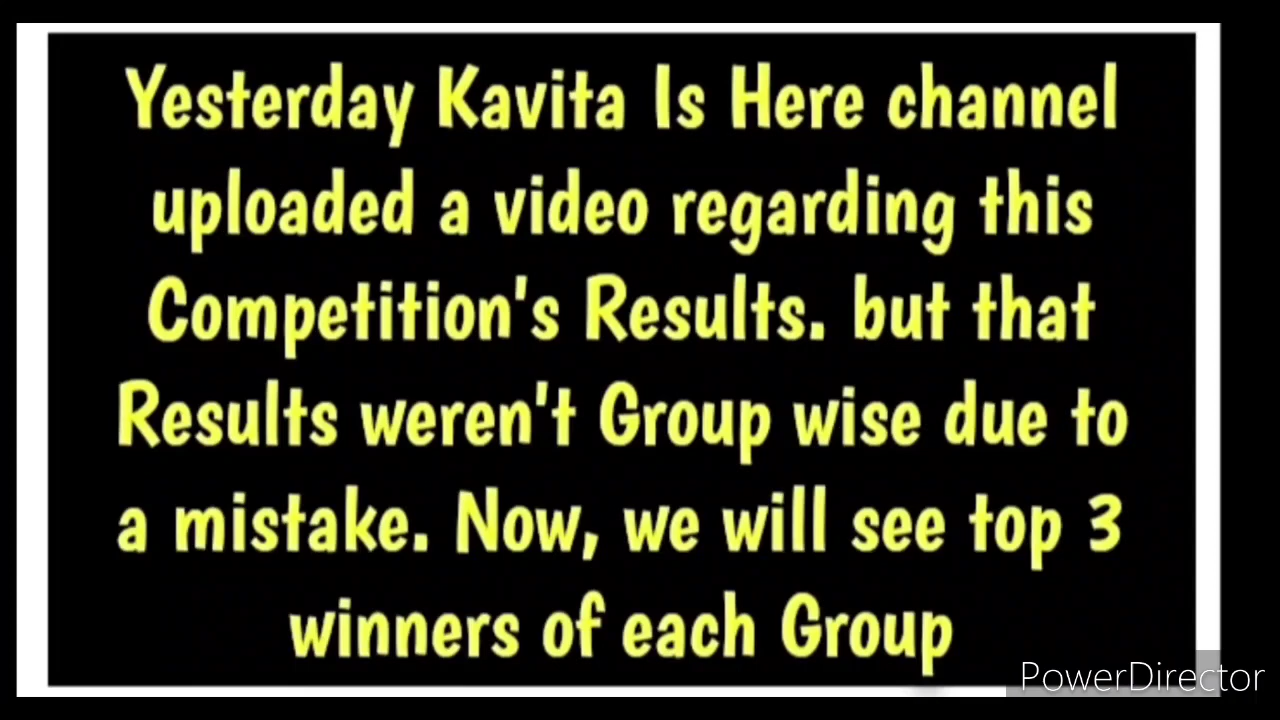 Yesterday Kavita Is Here channel
uploaded a video regarding this
Competition's Results. but that
Results weren't Group wise due to
a mistake. Now, we will see top 3
winners of each Group
PowerDirector